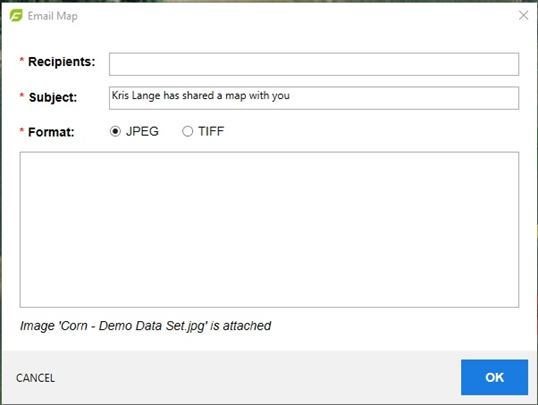 Email Map
* Recipients:
* Subject: Kris Lange has shared a map with you
* Format: JPEG TIFF
Image 'Corn - Demo Data Set.jpg' is attached
CANCEL OK